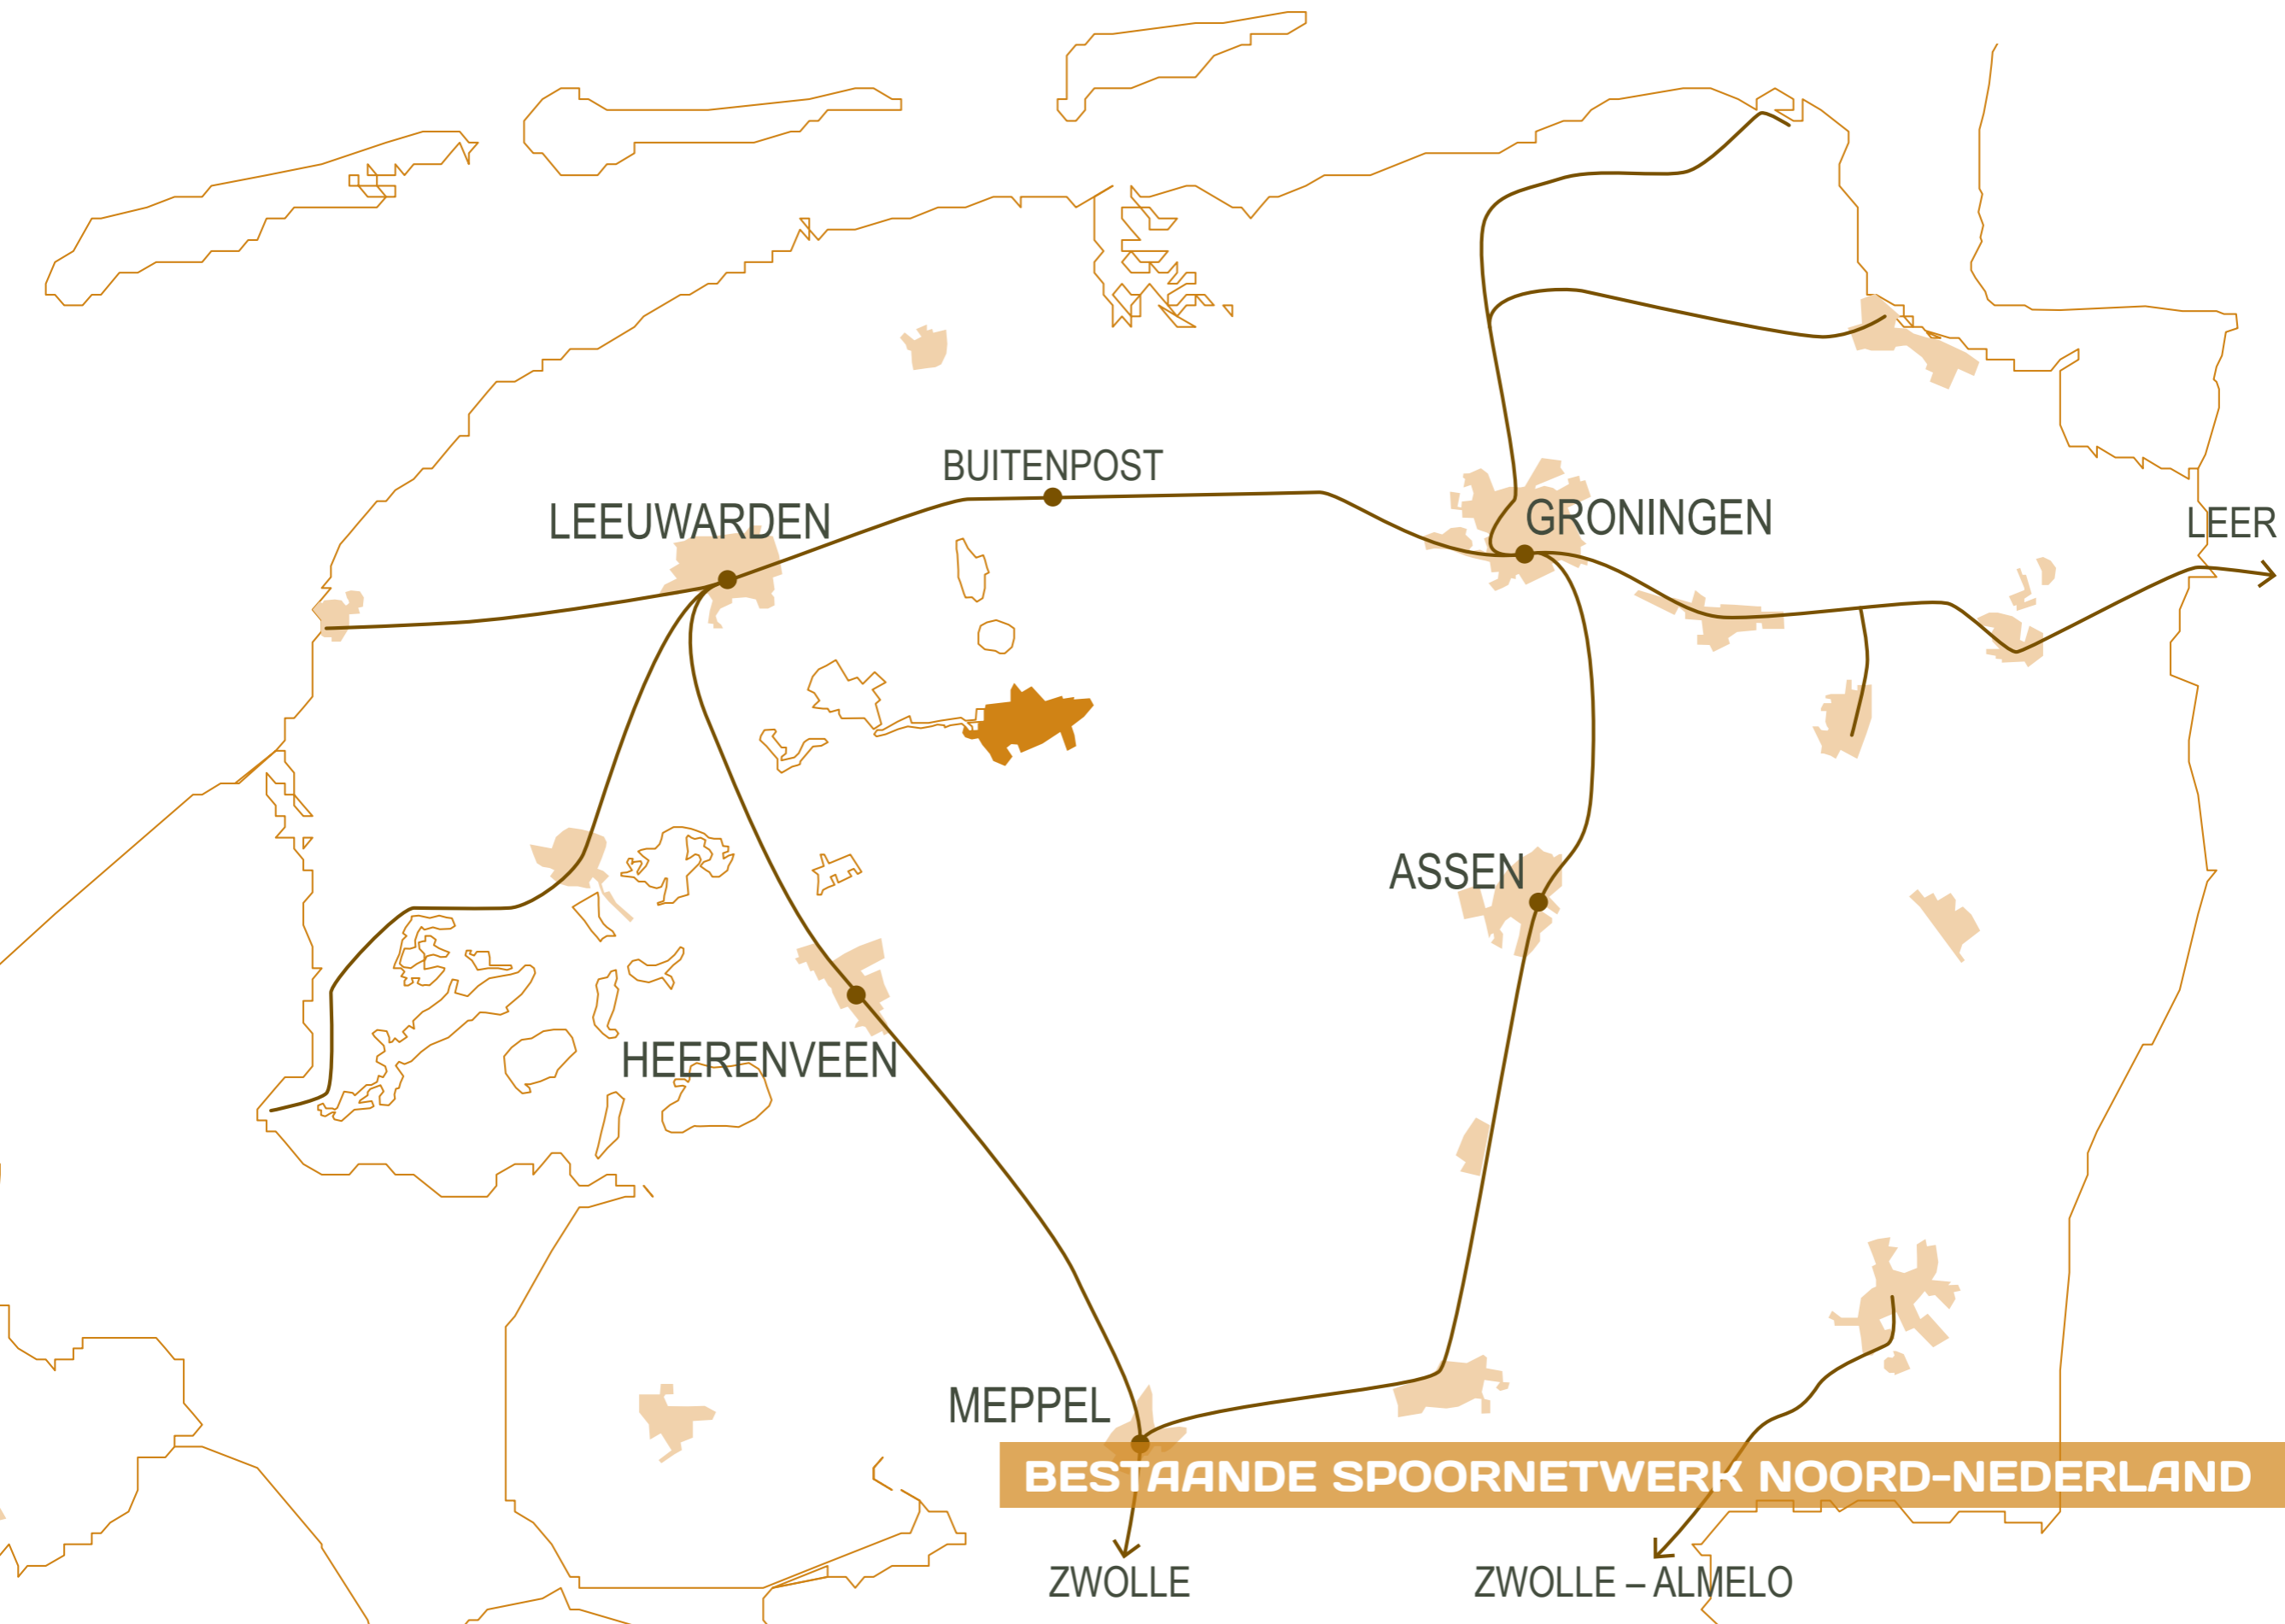 BUITENPOST
LEEUWARDEN
GRONINGEN
LEER
ASSEN
HEERENVEEN
MEPPEL
BESTAANDE SPOORNETWERK NOORD-NEDERLAND
ZWOLLE
ZWOLLE – ALMELO